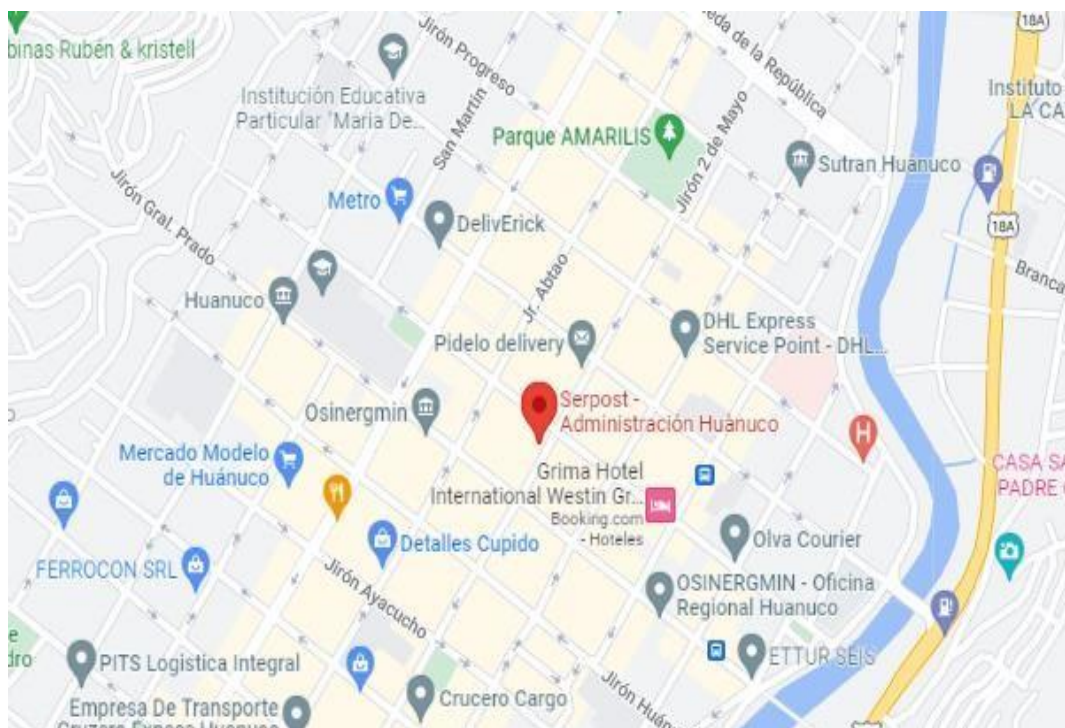 18A
binas Rubén & kristell
Jirón Progreso
eda de la República
Institución Educativa
Particular 'Maria De...
San Martín
Instituto
LA CA
Parque AMARILIS
Jirón 2 de Mayo
Sutran Huánuco
Metro
DelivErick
18A
Jirón Gral. Prado
Branca
Jr. Abtao
Huanuco
Pidelo delivery
DHL Express
Service Point - DHL...
Osinergmin
Serpost -
Administración Huánuco
H
Mercado Modelo
de Huánuco
Grima Hotel
International Westin Gr...
Booking.com
- Hoteles
CASA SA
PADRE
Detalles Cupido
Olva Courier
FERROCON SRL
Jirón Ayacucho
OSINERGMIN - Oficina
Regional Huanuco
e
dro
PITS Logistica Integral
ETTUR SEIS
Crucero Cargo
Jirón Huán
Empresa De Transporte